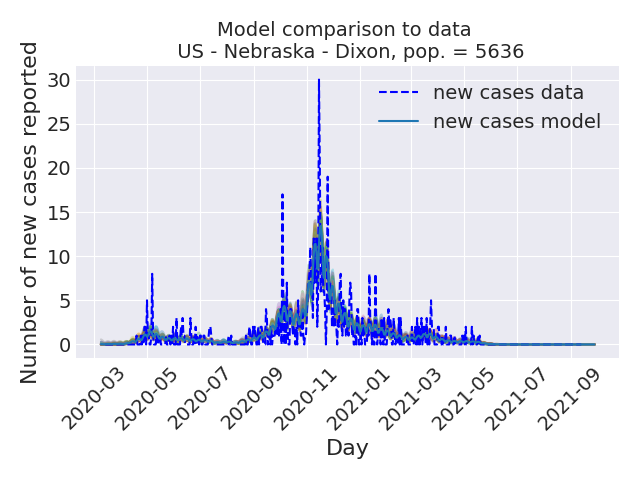 Model comparison to data
US - Nebraska - Dixon, pop. = 5636
Number of new cases reported
30
25
20
15
10
5
0
new cases data
new cases model
2020-03
2020-05
2020-07
2020-09
2020-11
2021-01
2021-03
2021-05
2021-07
2021-09
Day